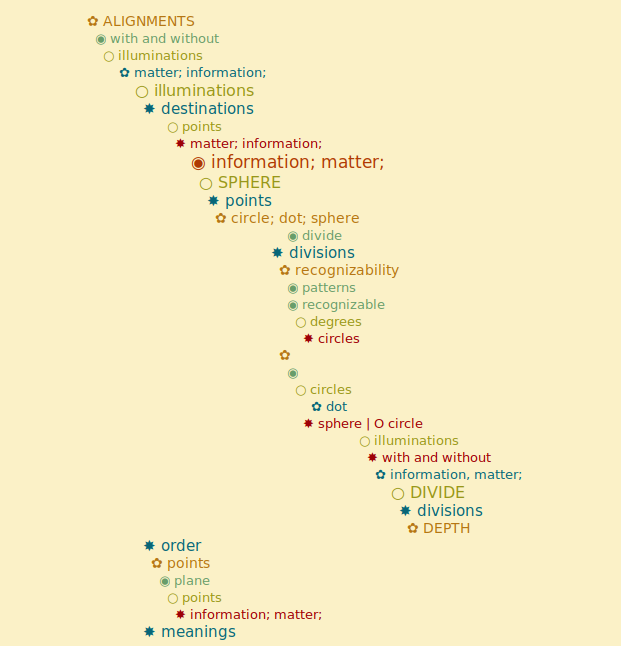 ✿ ALIGNMENTS
◉ with and without
○ illuminations
✿ matter; information;
○ illuminations
✸ destinations
○ points
✸ matter; information;
◉ information; matter;
○ SPHERE
✸ points
✿ circle; dot; sphere
◉ divide
✸ divisions
✿ recognizability
◉ patterns
◉ recognizable
○ degrees
✸ circles
✿
◉
○ circles
✿ dot
✸ sphere | O circle
○ illuminations
✸ with and without
✿ information, matter;
○ DIVIDE
✸ divisions
✿ DEPTH
✸ order
✿ points
◉ plane
○ points
✸ information; matter;
✸ meanings